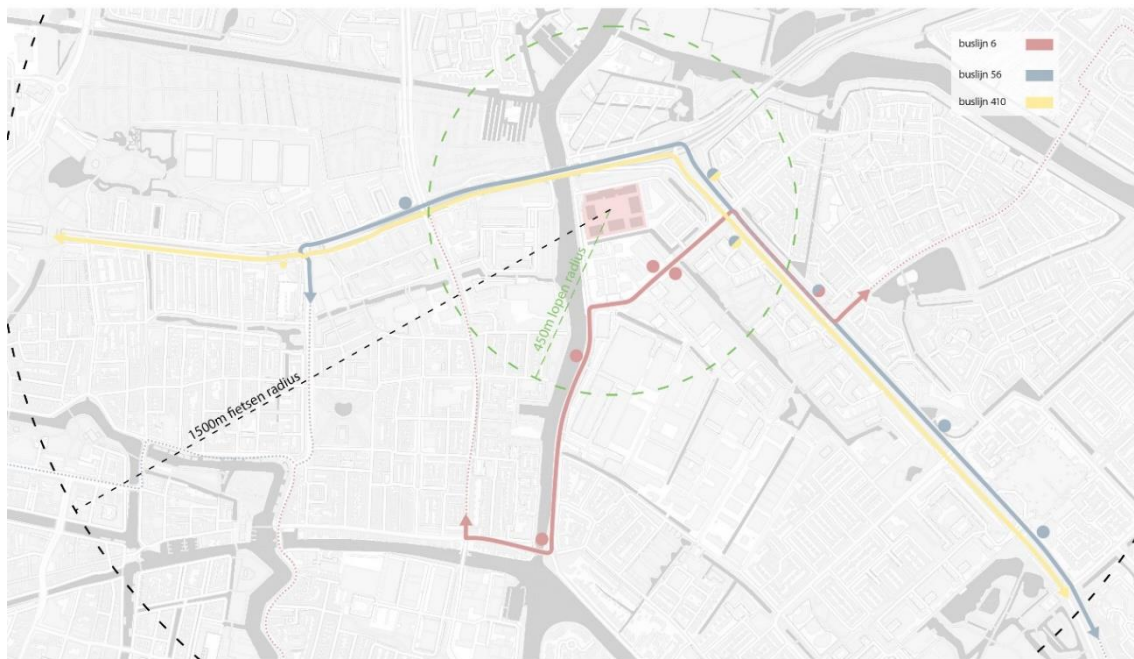 buslijn 6
buslijn 56
buslijn 410
450m lopen radius
1500m fietsen radius